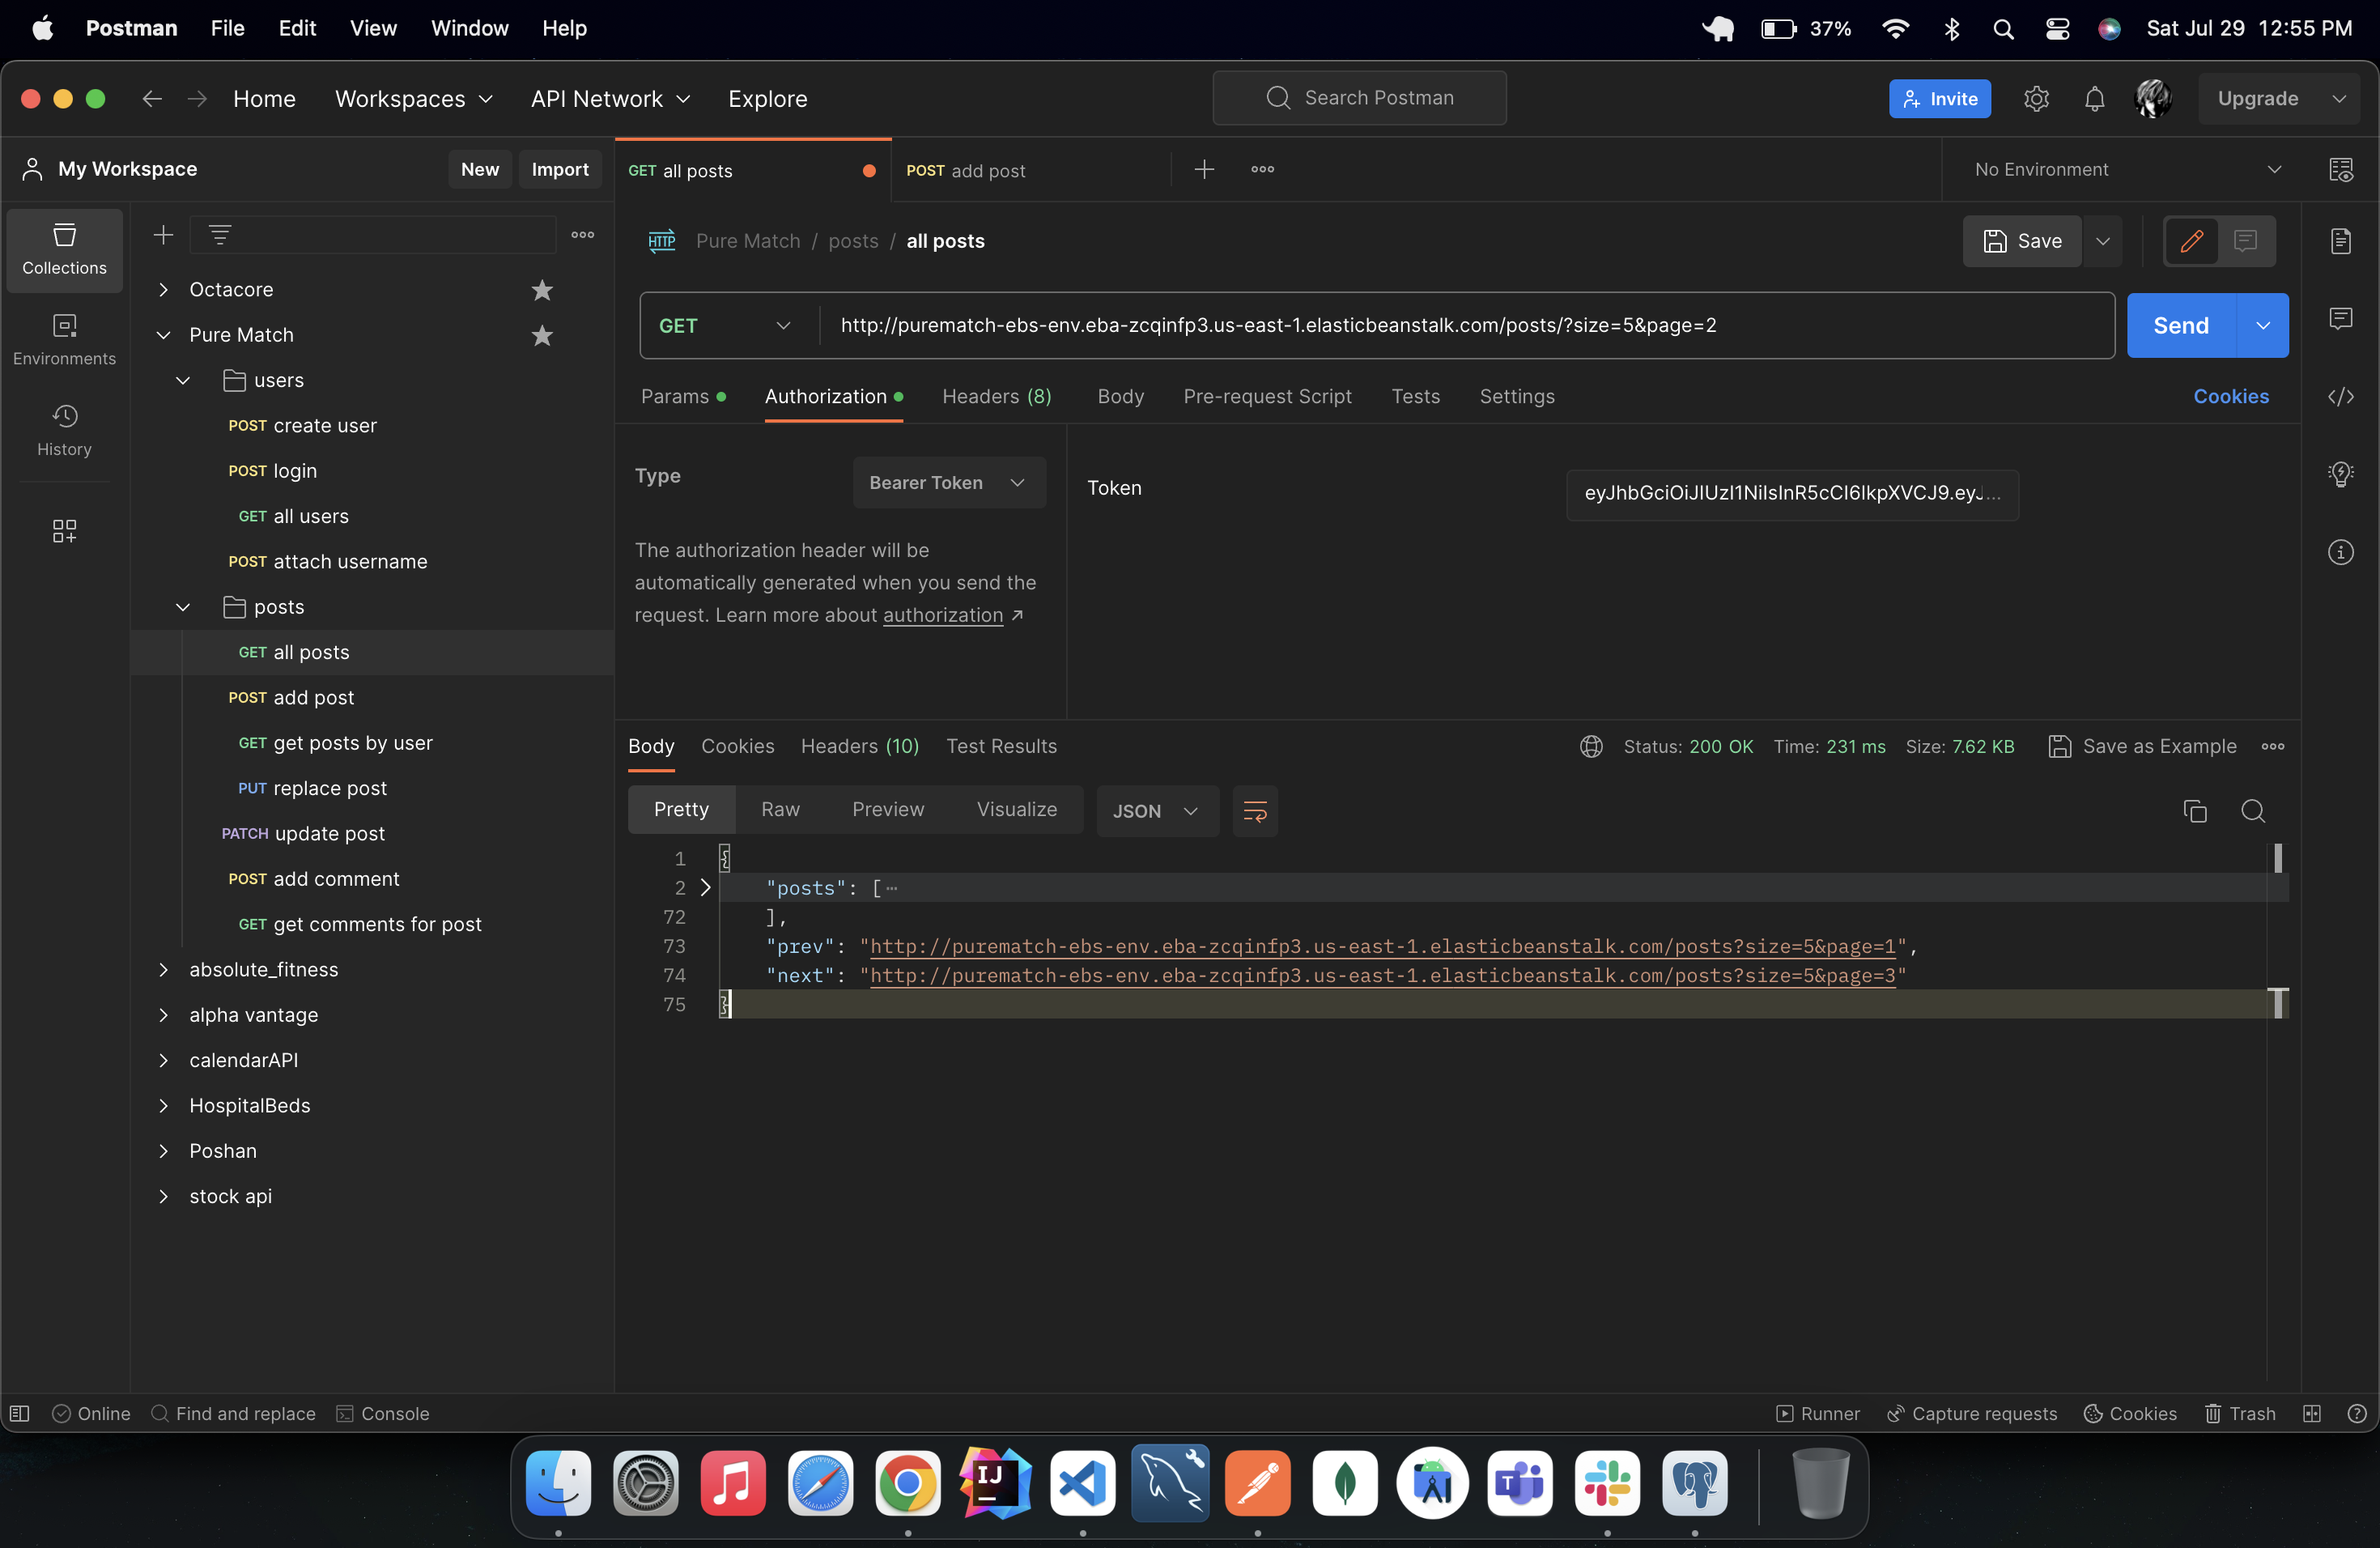 Postman File Edit View Window Help 37% Sat Jul 29 12:55 PM
Home Workspaces API Network Explore Search Postman Invite Upgrade
My Workspace New Import GET all posts POST add post No Environment
Collections
Environments
History
Octacore
Pure Match
users
POST create user
POST login
GET all users
POST attach username
posts
GET all posts
POST add post
GET get posts by user
PUT replace post
PATCH update post
POST add comment
GET get comments for post
absolute_fitness
alpha vantage
calendarAPI
HospitalBeds
Poshan
stock api
HTTP Pure Match / posts / all posts Save
GET http://purematch-ebs-env.eba-zcqinfp3.us-east-1.elasticbeanstalk.com/posts/?size=5&page=2 Send
Params Authorization Headers (8) Body Pre-request Script Tests Settings Cookies
Type Bearer Token
The authorization header will be
automatically generated when you send the
request. Learn more about authorization ↗
Token eyJhbGciOiJIUzI1NiIsInR5cCI6IkpXVCJ9.eyJ...
Body Cookies Headers (10) Test Results Status: 200 OK Time: 231 ms Size: 7.62 KB Save as Example
Pretty Raw Preview Visualize JSON
1 {
2 "posts": [⋯
72 ],
73 "prev": "http://purematch-ebs-env.eba-zcqinfp3.us-east-1.elasticbeanstalk.com/posts?size=5&page=1",
74 "next": "http://purematch-ebs-env.eba-zcqinfp3.us-east-1.elasticbeanstalk.com/posts?size=5&page=3"
75 }
Online Find and replace Console Runner Capture requests Cookies Trash
IJ
T